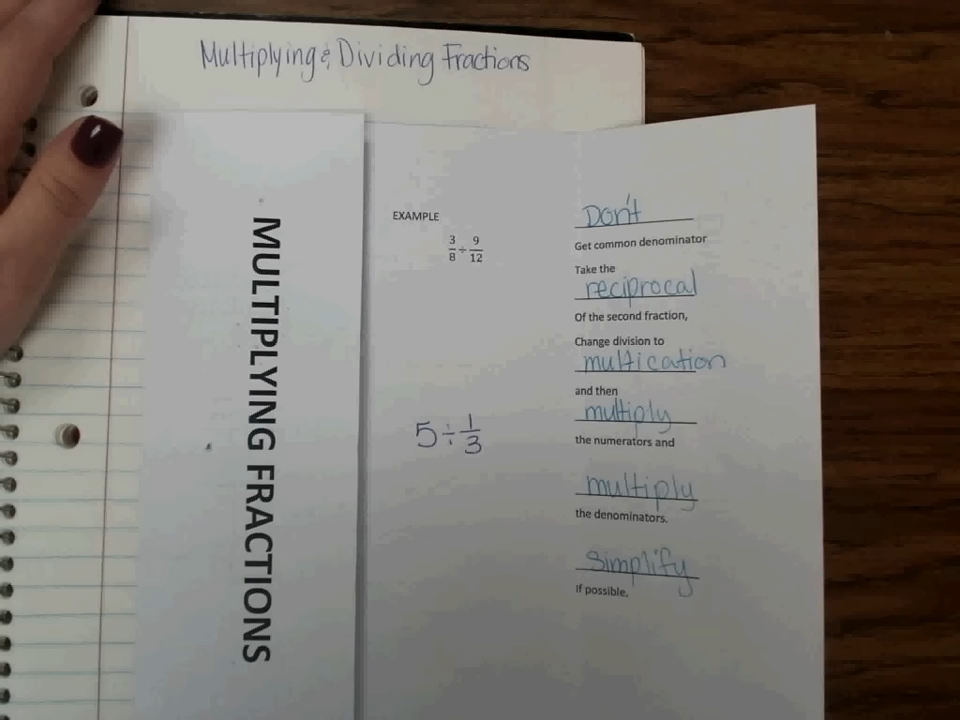 Multiplying & Dividing Fractions
MULTIPLYING FRACTIONS
EXAMPLE
3/8 ÷ 9/12
5 ÷ 1/3
Don't
Get common denominator
Take the
reciprocal
Of the second fraction,
Change division to
multication
and then
multiply
the numerators and
multiply
the denominators.
simplify
If possible.